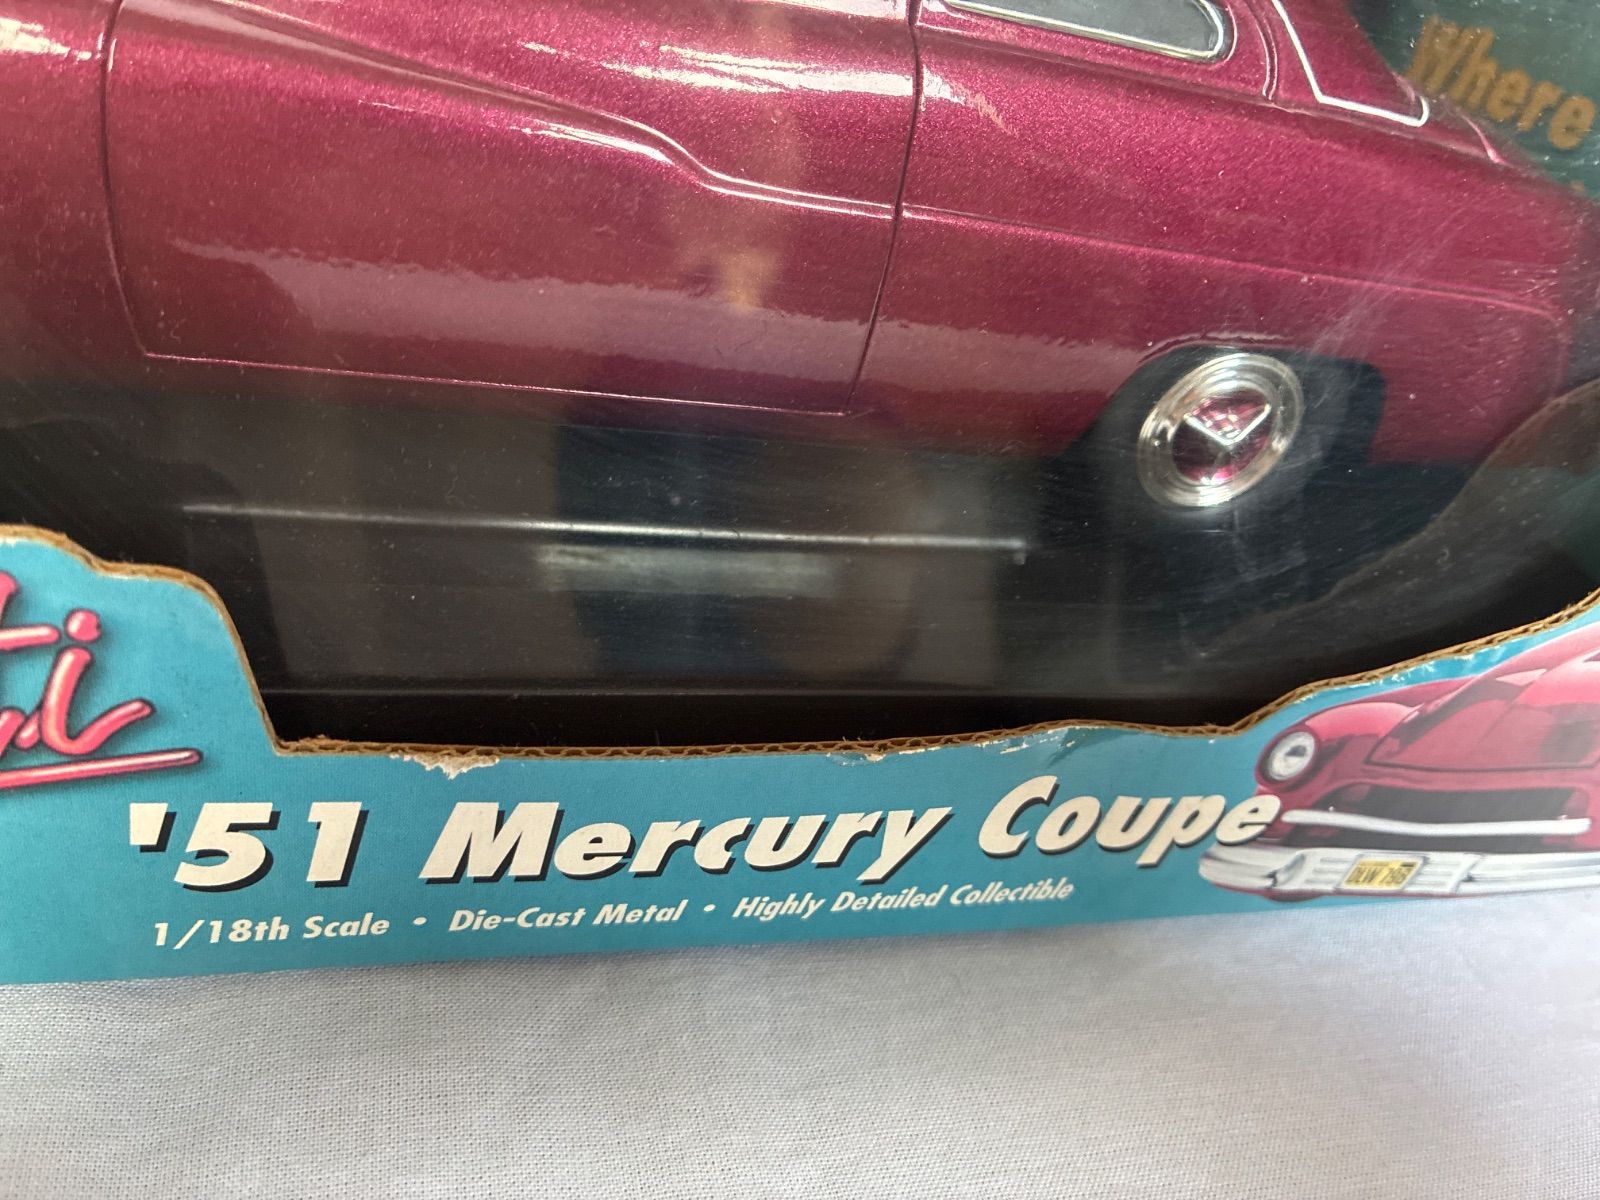 Where
'51 Mercury Coupe
1/18th Scale • Die-Cast Metal • Highly Detailed Collectible